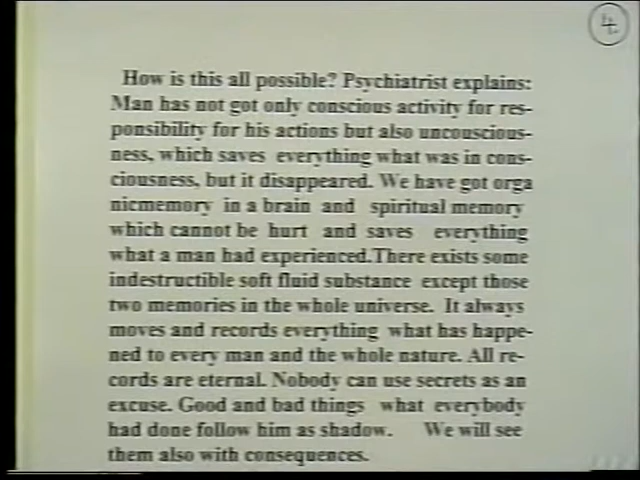 4.
How is this all possible? Psychiatrist explains:
Man has not got only conscious activity for res-
ponsibility for his actions but also unconscious-
ness, which saves everything what was in cons-
ciousness, but it disappeared. We have got orga
nicmemory in a brain and spiritual memory
which cannot be hurt and saves everything
what a man had experienced.There exists some
indestructible soft fluid substance except those
two memories in the whole universe. It always
moves and records everything what has happe-
ned to every man and the whole nature. All re-
cords are eternal. Nobody can use secrets as an
excuse. Good and bad things what everybody
had done follow him as shadow. We will see
them also with consequences.